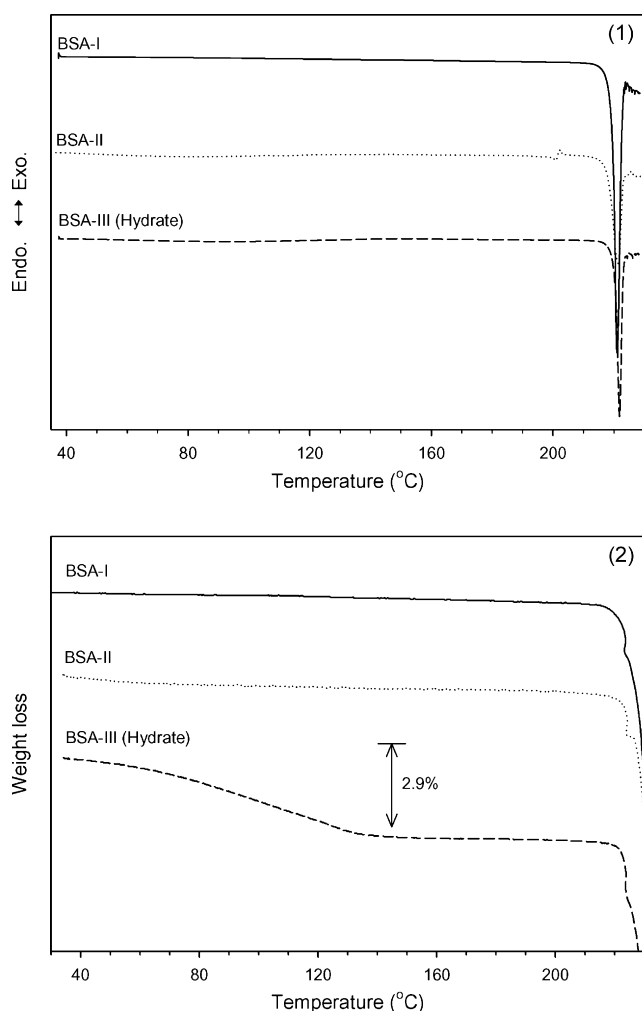 (1)
BSA-I
BSA-II
BSA-III (Hydrate)
Endo. ↔ Exo.
40 80 120 160 200
Temperature (°C)
(2)
BSA-I
BSA-II
BSA-III (Hydrate)
2.9%
Weight loss
40 80 120 160 200
Temperature (°C)